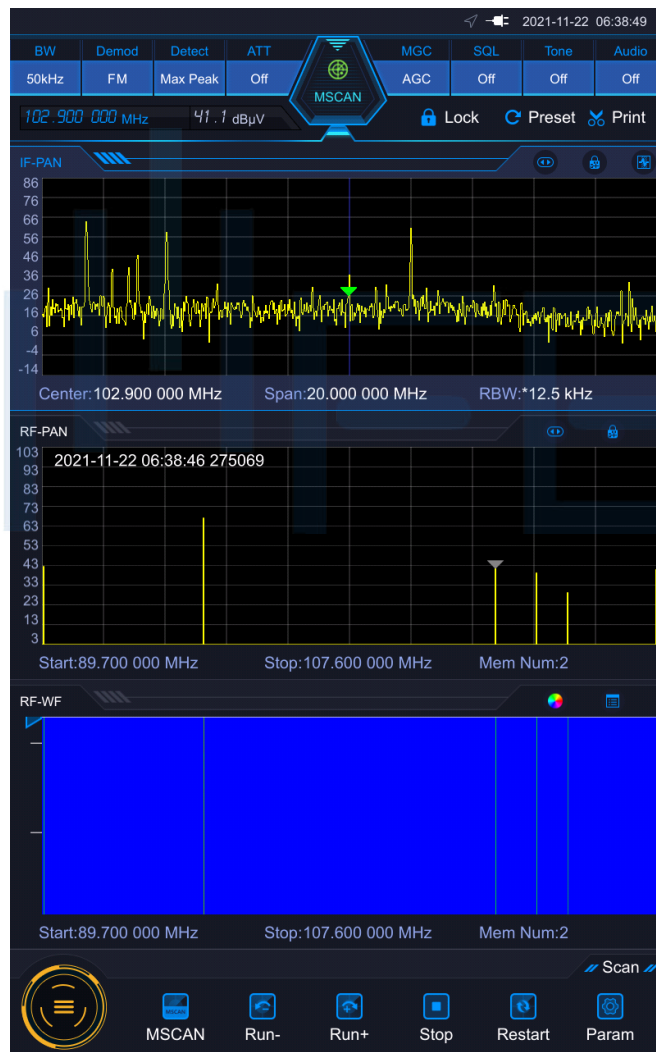 2021-11-22 06:38:49
BW Demod Detect ATT MGC SQL Tone Audio
50kHz FM Max Peak Off MSCAN AGC Off Off Off
102.900 000 MHz 41.1 dBµV Lock Preset Print
IF-PAN
86
76
66
56
46
36
26
16
6
-4
-14
Center:102.900 000 MHz Span:20.000 000 MHz RBW:*12.5 kHz
RF-PAN
103
2021-11-22 06:38:46 275069
93
83
73
63
53
43
33
23
13
3
Start:89.700 000 MHz Stop:107.600 000 MHz Mem Num:2
RF-WF
Start:89.700 000 MHz Stop:107.600 000 MHz Mem Num:2
Scan
MSCAN Run- Run+ Stop Restart Param